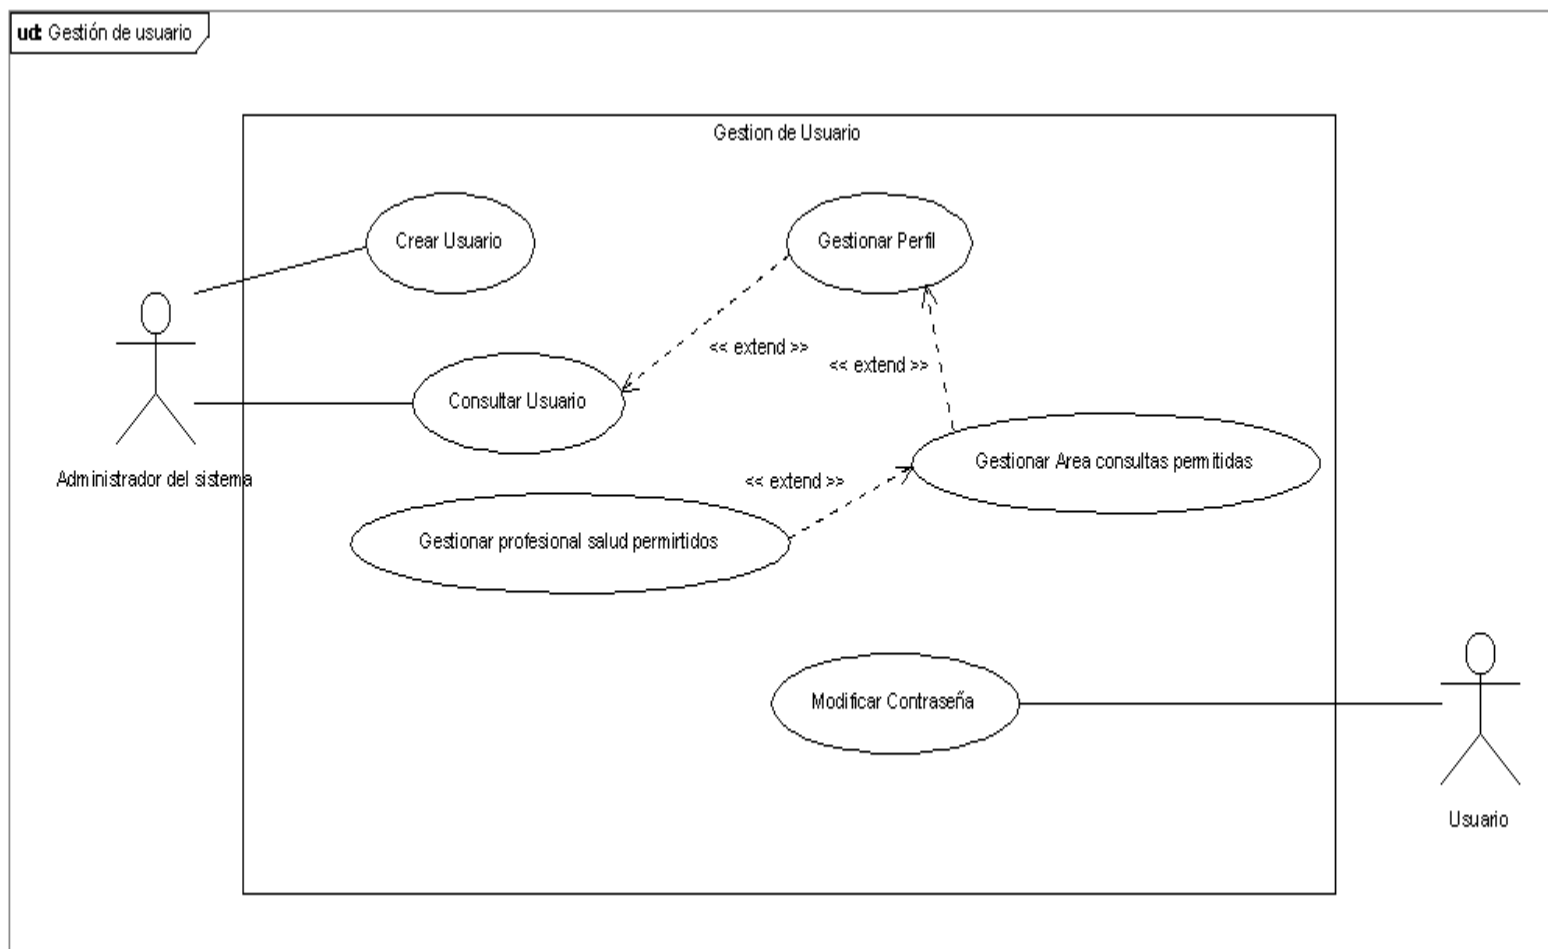 ud: Gestión de usuario
Gestion de Usuario
Crear Usuario
Gestionar Perfil
<< extend >>
<< extend >>
Consultar Usuario
Administrador del sistema
Gestionar Area consultas permitidas
<< extend >>
Gestionar profesional salud permirtidos
Modificar Contraseña
Usuario